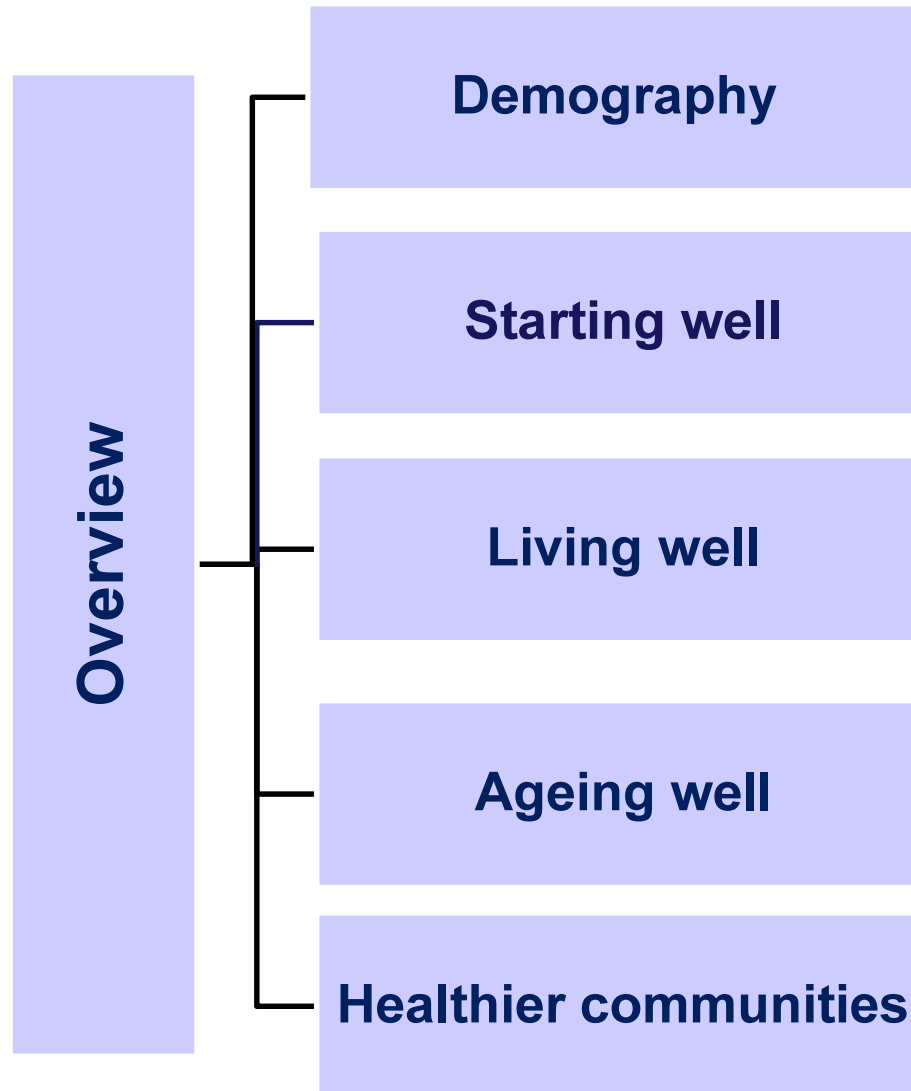 Overview
Demography
Starting well
Living well
Ageing well
Healthier communities